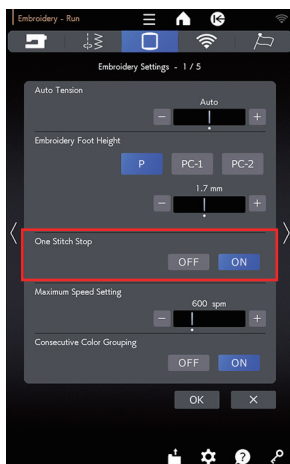 Embroidery - Run
Embroidery Settings - 1 / 5
Auto Tension
Auto
− +
Embroidery Foot Height
P PC-1 PC-2
1.7 mm
− +
One Stitch Stop
OFF ON
Maximum Speed Setting
600 spm
− +
Consecutive Color Grouping
OFF ON
OK X
?